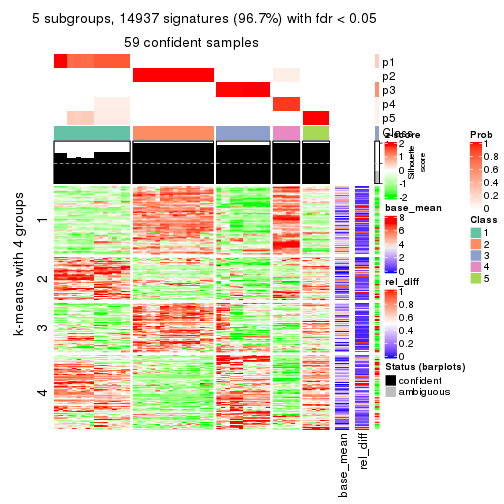 5 subgroups, 14937 signatures (96.7%) with fdr < 0.05
59 confident samples
p1
p2
p3
p4
p5
Class
Silhouette
score
k-means with 4 groups
1
2
3
4
base_mean
rel_diff
z-score
2
1
0
-1
-2
base_mean
8
6
4
2
0
rel_diff
1
0.8
0.6
0.4
0.2
0
Status (barplots)
confident
ambiguous
Prob
1
0.8
0.6
0.4
0.2
0
Class
1
2
3
4
5